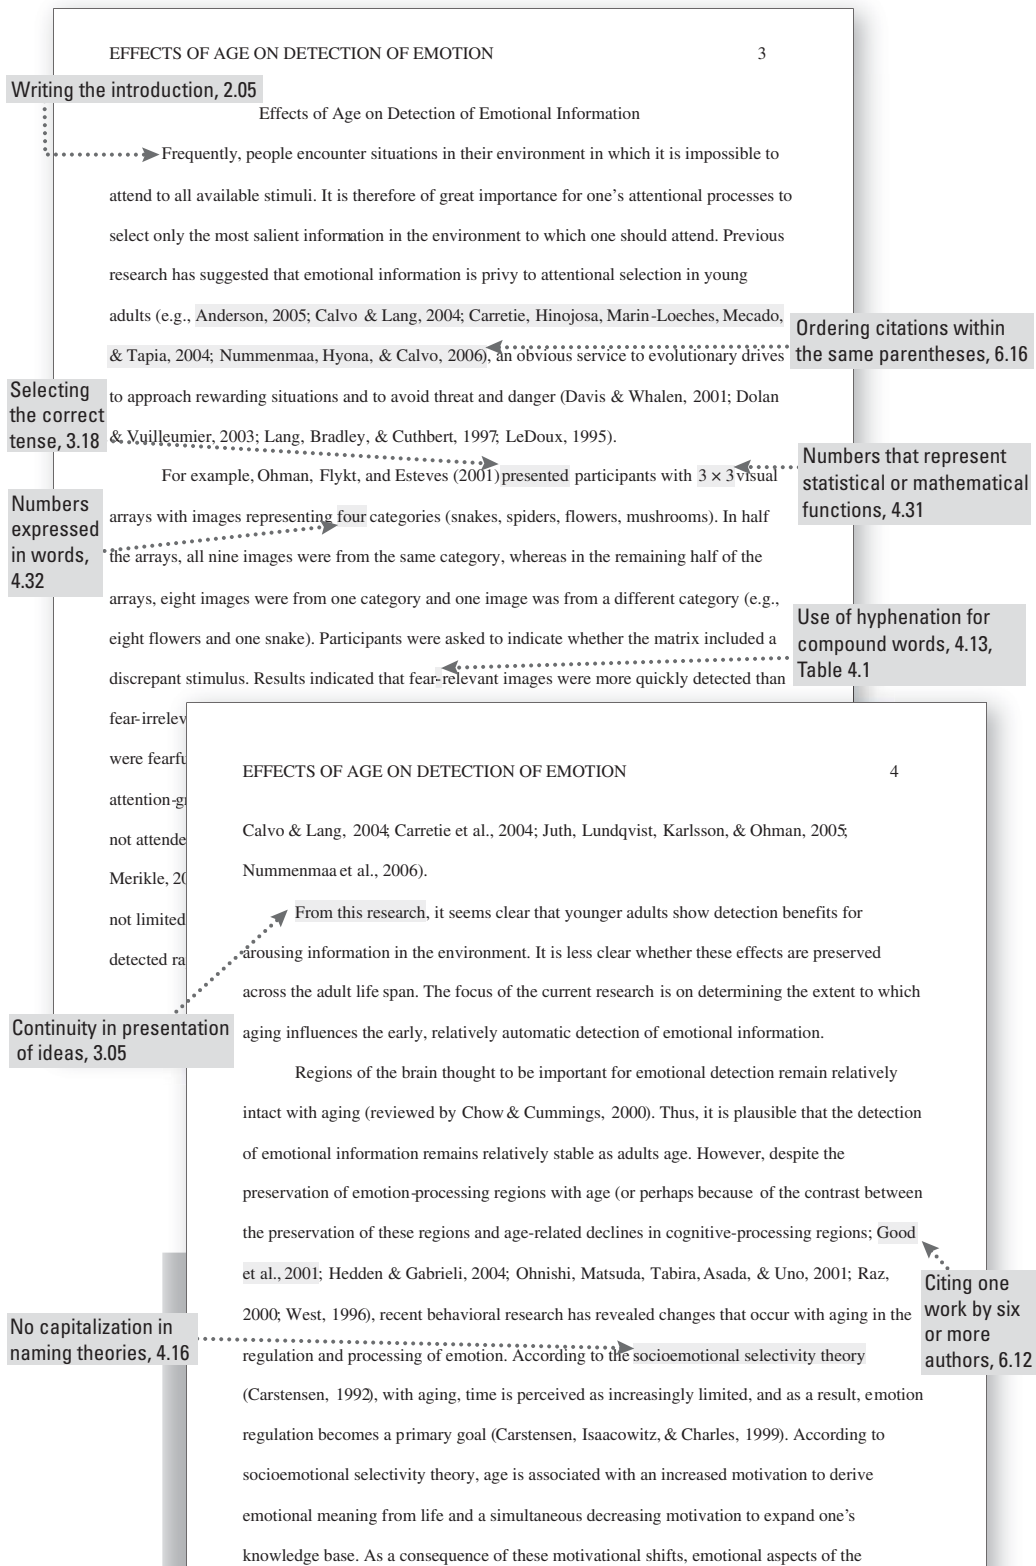 EFFECTS OF AGE ON DETECTION OF EMOTION 3
Writing the introduction, 2.05
Effects of Age on Detection of Emotional Information
Frequently, people encounter situations in their environment in which it is impossible to
attend to all available stimuli. It is therefore of great importance for one’s attentional processes to
select only the most salient information in the environment to which one should attend. Previous
research has suggested that emotional information is privy to attentional selection in young
adults (e.g., Anderson, 2005; Calvo & Lang, 2004; Carretie, Hinojosa, Marin-Loeches, Mecado,
& Tapia, 2004; Nummenmaa, Hyona, & Calvo, 2006), an obvious service to evolutionary drives
Ordering citations within
the same parentheses, 6.16
to approach rewarding situations and to avoid threat and danger (Davis & Whalen, 2001; Dolan
& Vuilleumier, 2003; Lang, Bradley, & Cuthbert, 1997; LeDoux, 1995).
Selecting
the correct
tense, 3.18
For example, Ohman, Flykt, and Esteves (2001) presented participants with 3 × 3 visual
Numbers that represent
statistical or mathematical
functions, 4.31
arrays with images representing four categories (snakes, spiders, flowers, mushrooms). In half
Numbers
expressed
in words,
4.32
the arrays, all nine images were from the same category, whereas in the remaining half of the
arrays, eight images were from one category and one image was from a different category (e.g.,
eight flowers and one snake). Participants were asked to indicate whether the matrix included a
discrepant stimulus. Results indicated that fear-relevant images were more quickly detected than
Use of hyphenation for
compound words, 4.13,
Table 4.1
fear-irrelev
were fearfu
attention-g
not attende
Merikle, 20
not limited
detected ra
EFFECTS OF AGE ON DETECTION OF EMOTION 4
Calvo & Lang, 2004; Carretie et al., 2004; Juth, Lundqvist, Karlsson, & Ohman, 2005;
Nummenmaa et al., 2006).
From this research, it seems clear that younger adults show detection benefits for
arousing information in the environment. It is less clear whether these effects are preserved
across the adult life span. The focus of the current research is on determining the extent to which
aging influences the early, relatively automatic detection of emotional information.
Continuity in presentation
of ideas, 3.05
Regions of the brain thought to be important for emotional detection remain relatively
intact with aging (reviewed by Chow & Cummings, 2000). Thus, it is plausible that the detection
of emotional information remains relatively stable as adults age. However, despite the
preservation of emotion-processing regions with age (or perhaps because of the contrast between
the preservation of these regions and age-related declines in cognitive-processing regions; Good
et al., 2001; Hedden & Gabrieli, 2004; Ohnishi, Matsuda, Tabira, Asada, & Uno, 2001; Raz,
2000; West, 1996), recent behavioral research has revealed changes that occur with aging in the
Citing one
work by six
or more
authors, 6.12
No capitalization in
naming theories, 4.16
regulation and processing of emotion. According to the socioemotional selectivity theory
(Carstensen, 1992), with aging, time is perceived as increasingly limited, and as a result, emotion
regulation becomes a primary goal (Carstensen, Isaacowitz, & Charles, 1999). According to
socioemotional selectivity theory, age is associated with an increased motivation to derive
emotional meaning from life and a simultaneous decreasing motivation to expand one’s
knowledge base. As a consequence of these motivational shifts, emotional aspects of the